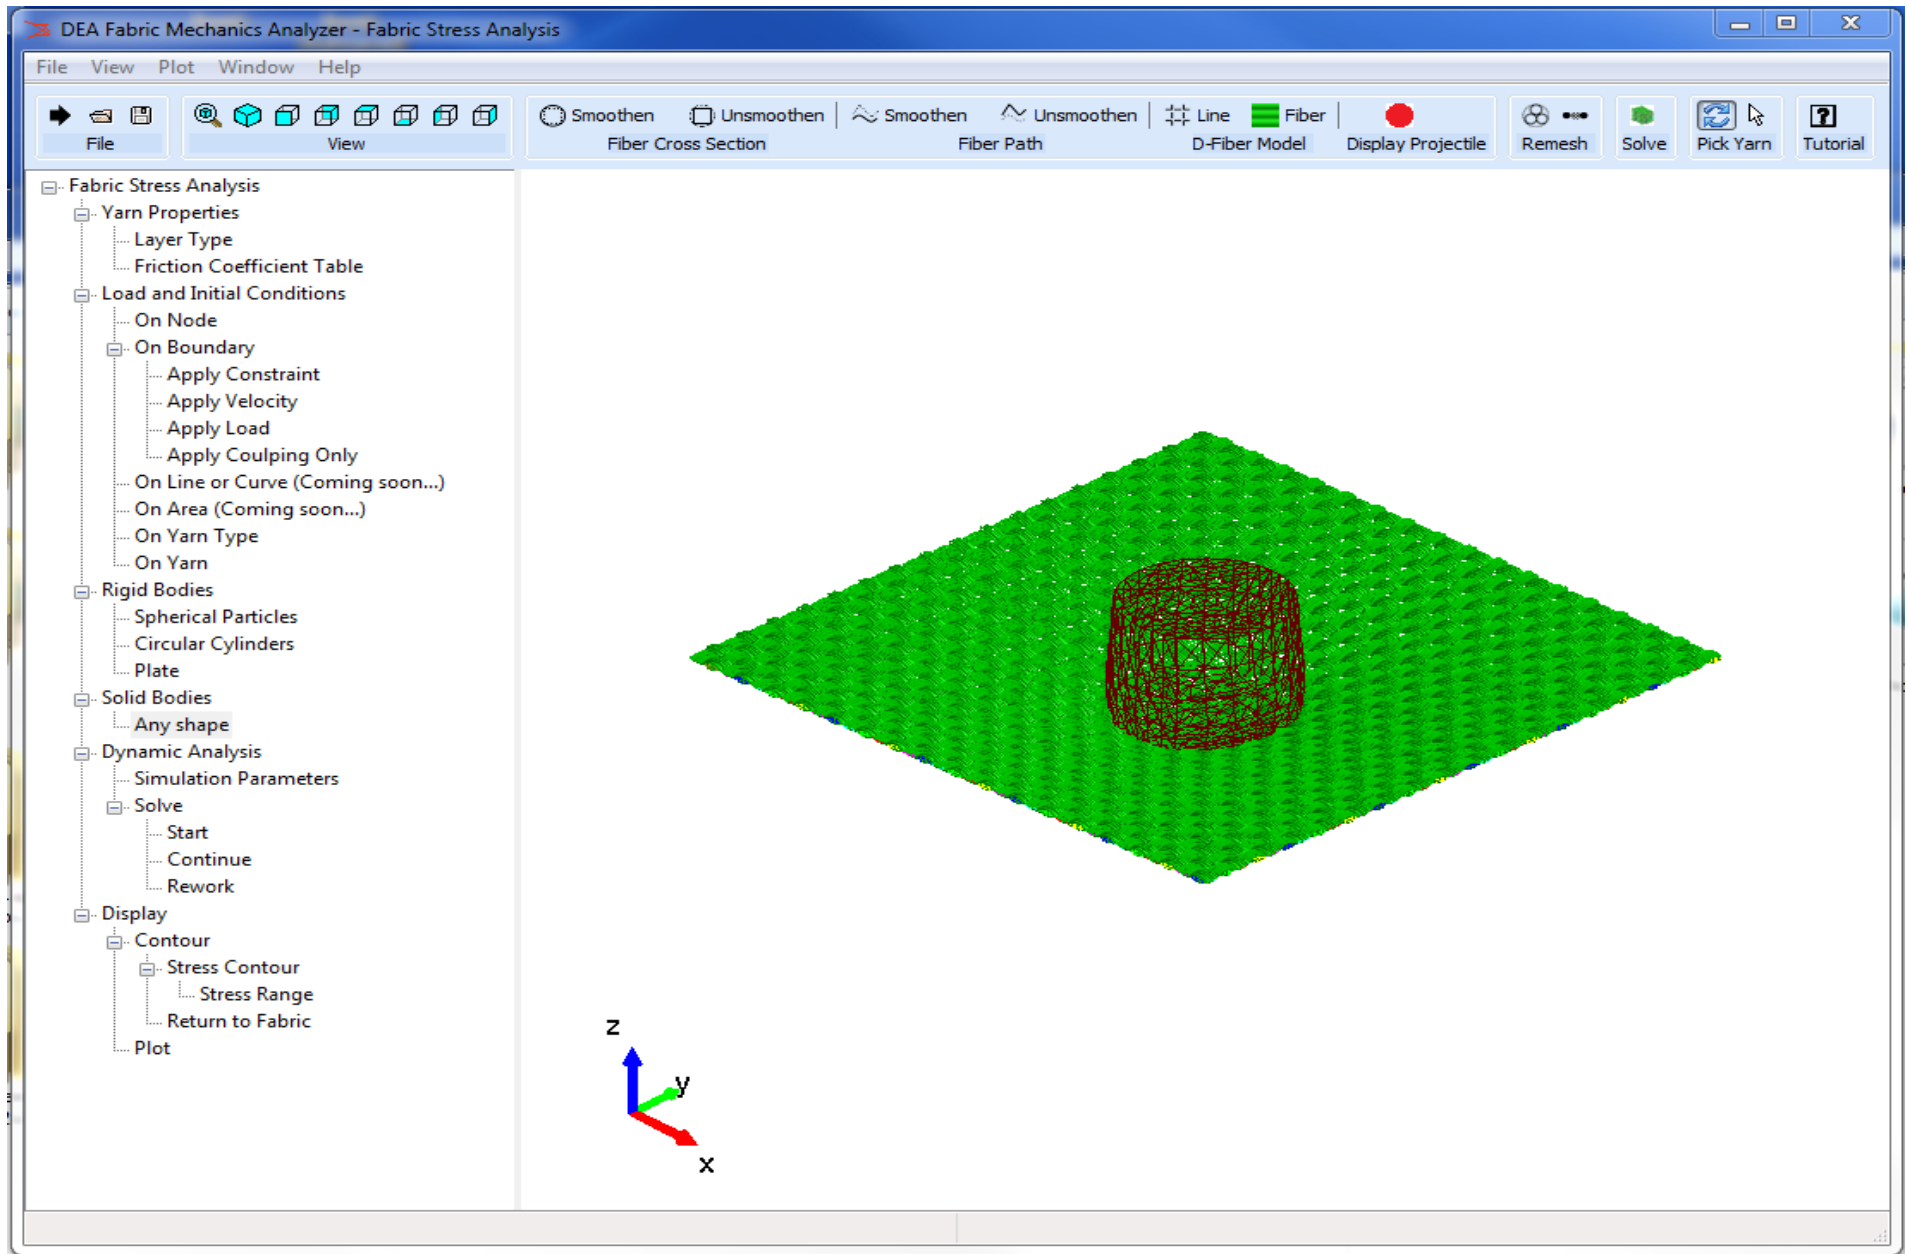 DEA Fabric Mechanics Analyzer - Fabric Stress Analysis
File View Plot Window Help
Smoothen Unsmoothen Smoothen Unsmoothen Line Fiber
File View Fiber Cross Section Fiber Path D-Fiber Model Display Projectile Remesh Solve Pick Yarn Tutorial
Fabric Stress Analysis
Yarn Properties
Layer Type
Friction Coefficient Table
Load and Initial Conditions
On Node
On Boundary
Apply Constraint
Apply Velocity
Apply Load
Apply Coulping Only
On Line or Curve (Coming soon...)
On Area (Coming soon...)
On Yarn Type
On Yarn
Rigid Bodies
Spherical Particles
Circular Cylinders
Plate
Solid Bodies
Any shape
Dynamic Analysis
Simulation Parameters
Solve
Start
Continue
Rework
Display
Contour
Stress Contour
Stress Range
Return to Fabric
Plot
z
y
x